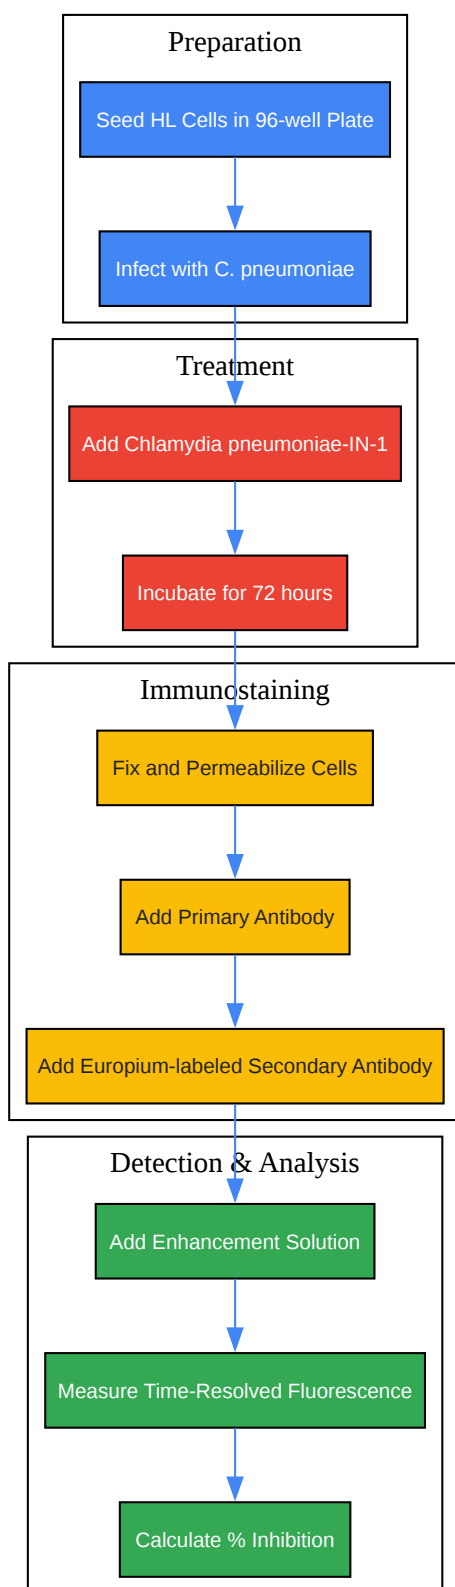 Preparation
Seed HL Cells in 96-well Plate
Infect with C. pneumoniae
Treatment
Add Chlamydia pneumoniae-IN-1
Incubate for 72 hours
Immunostaining
Fix and Permeabilize Cells
Add Primary Antibody
Add Europium-labeled Secondary Antibody
Detection & Analysis
Add Enhancement Solution
Measure Time-Resolved Fluorescence
Calculate % Inhibition